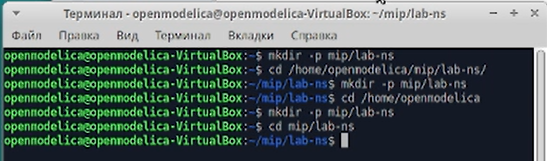 Терминал - openmodelica@openmodelica-VirtualBox: ~/mip/lab-ns
Файл Правка Вид Терминал Вкладки Справка
openmodelica@openmodelica-VirtualBox:~$ mkdir -p mip/lab-ns
openmodelica@openmodelica-VirtualBox:~$ cd /home/openmodelica/mip/lab-ns/
openmodelica@openmodelica-VirtualBox:~/mip/lab-ns$ mkdir -p mip/lab-ns
openmodelica@openmodelica-VirtualBox:~/mip/lab-ns$ cd /home/openmodelica
openmodelica@openmodelica-VirtualBox:~$ mkdir -p mip/lab-ns
openmodelica@openmodelica-VirtualBox:~$ cd mip/lab-ns
openmodelica@openmodelica-VirtualBox:~/mip/lab-ns$